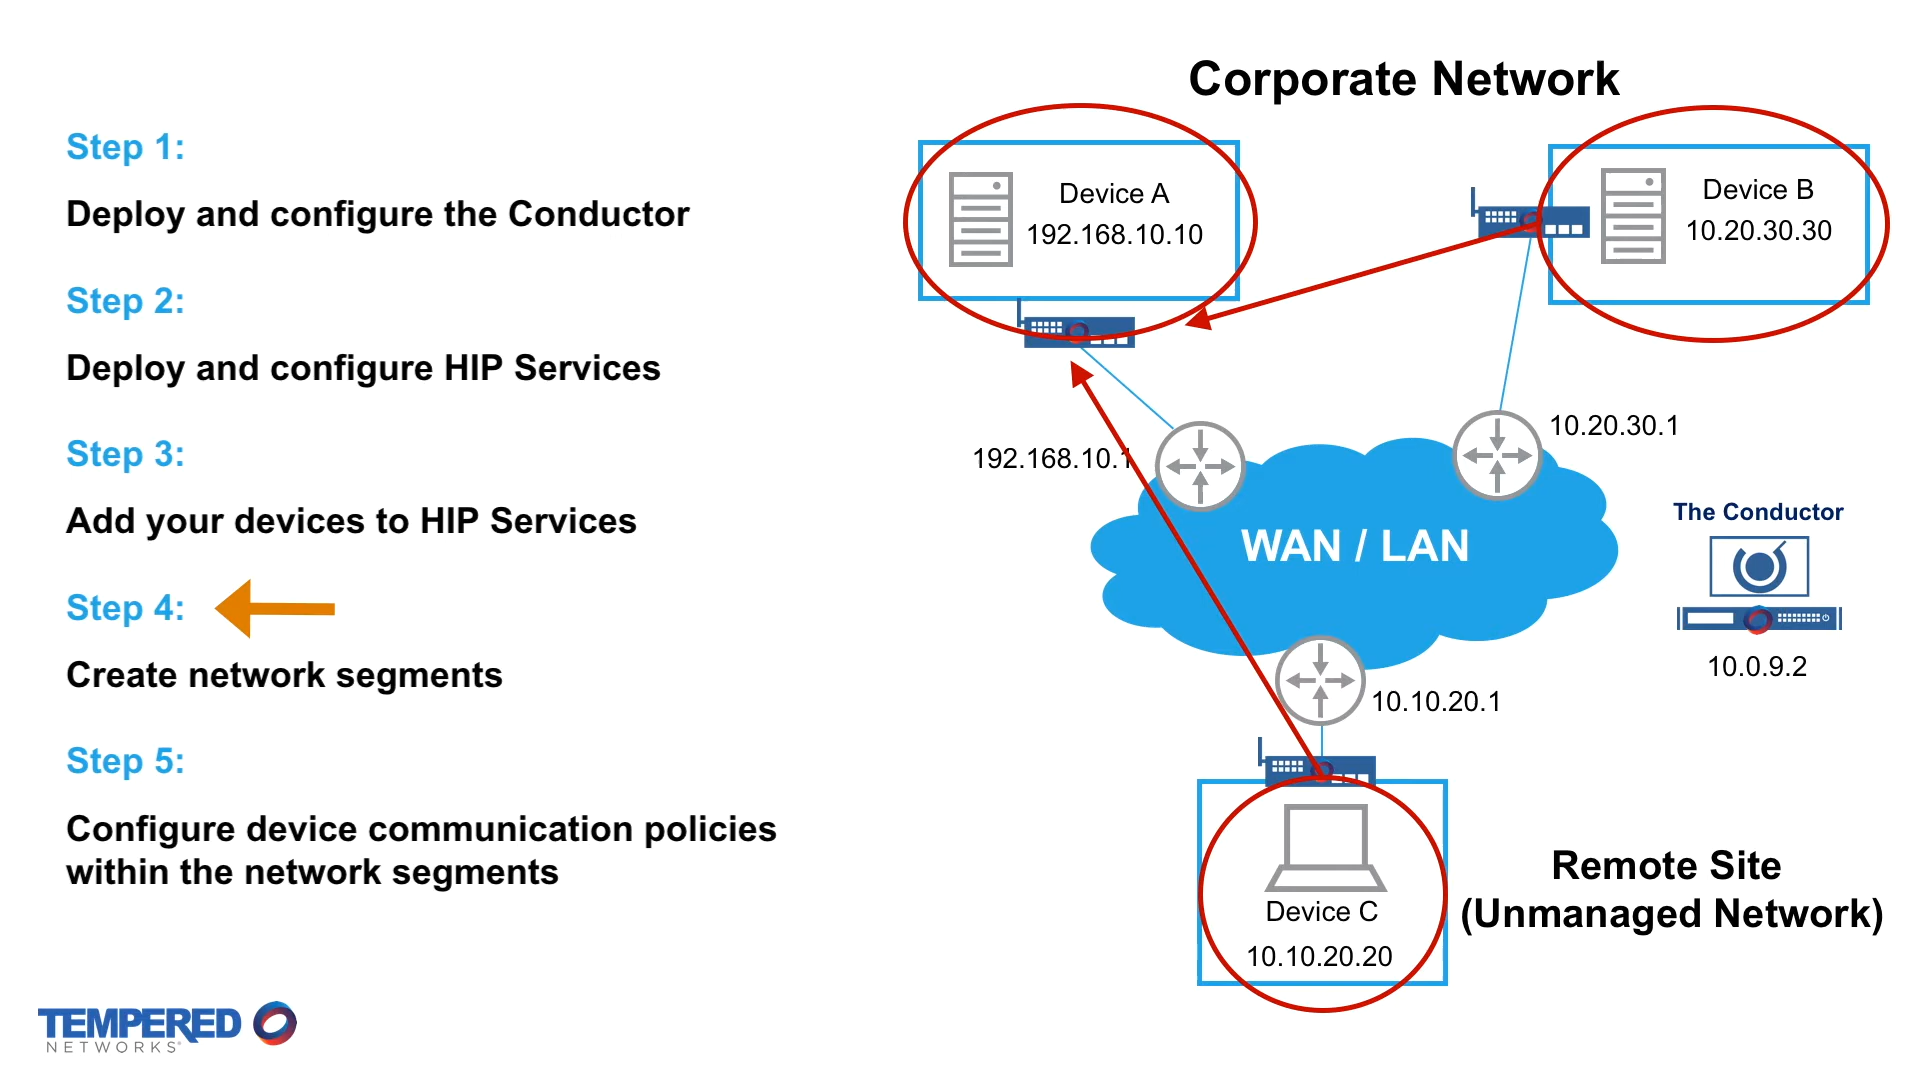 Corporate Network
Step 1:
Deploy and configure the Conductor
Step 2:
Deploy and configure HIP Services
Step 3:
Add your devices to HIP Services
Step 4:
Create network segments
Step 5:
Configure device communication policies
within the network segments
Device A
192.168.10.10
Device B
10.20.30.30
192.168.10.1
10.20.30.1
WAN / LAN
The Conductor
10.0.9.2
10.10.20.1
Device C
10.10.20.20
Remote Site
(Unmanaged Network)
TEMPERED
NETWORKS